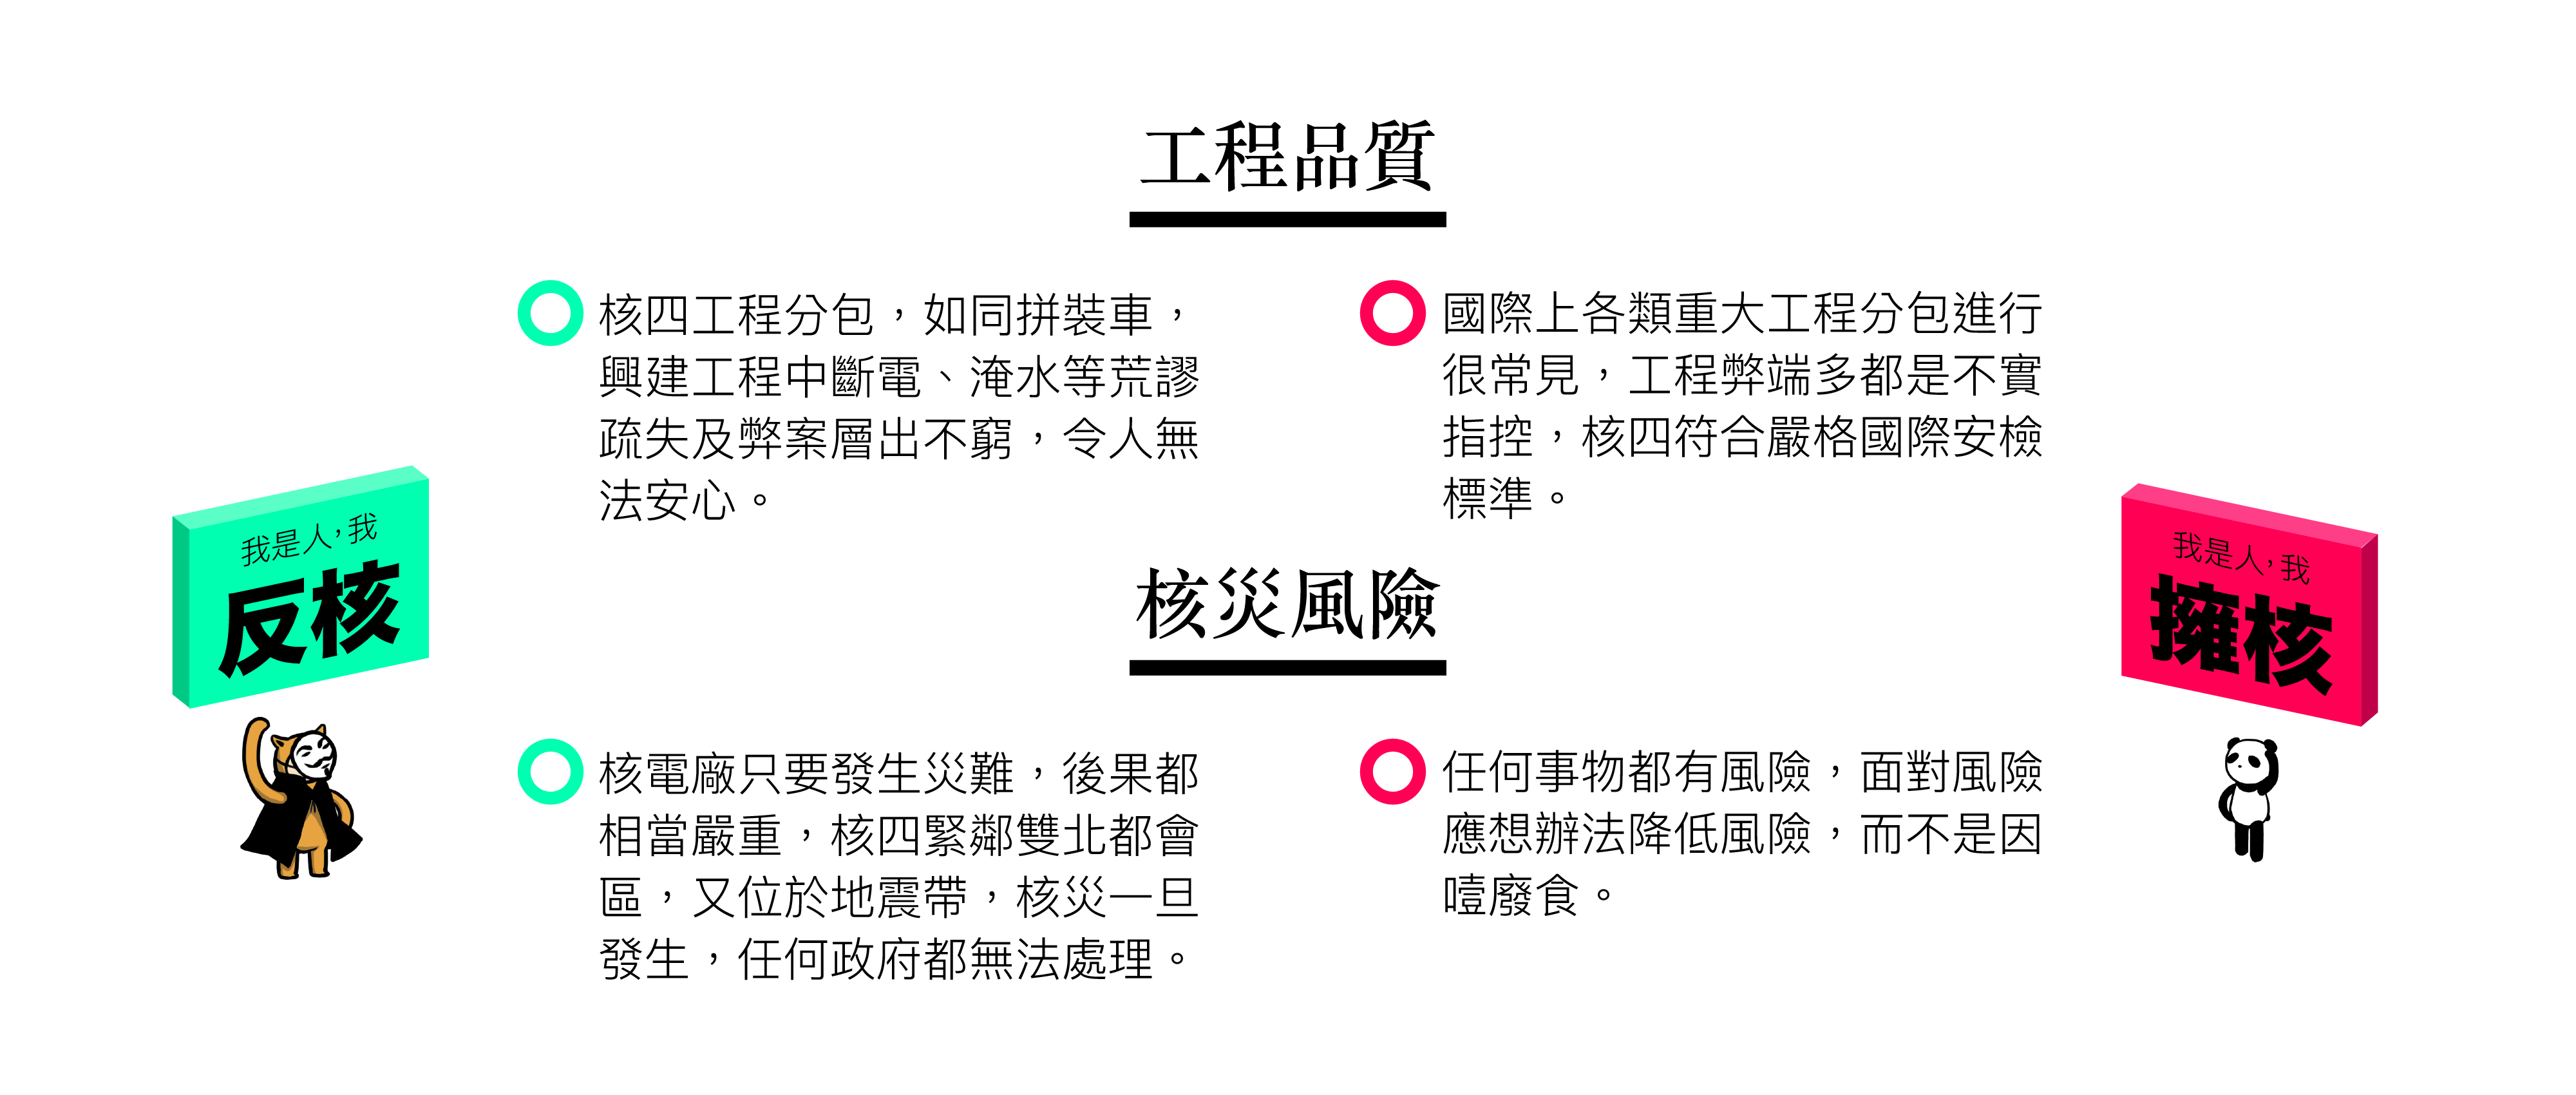 工程品質
核四工程分包，如同拼裝車，
興建工程中斷電、淹水等荒謬
疏失及弊案層出不窮，令人無
法安心。
國際上各類重大工程分包進行
很常見，工程弊端多都是不實
指控，核四符合嚴格國際安檢
標準。
我是人，我
反核
我是人，我
擁核
核災風險
核電廠只要發生災難，後果都
相當嚴重，核四緊鄰雙北都會
區，又位於地震帶，核災一旦
發生，任何政府都無法處理。
任何事物都有風險，面對風險
應想辦法降低風險，而不是因
噎廢食。